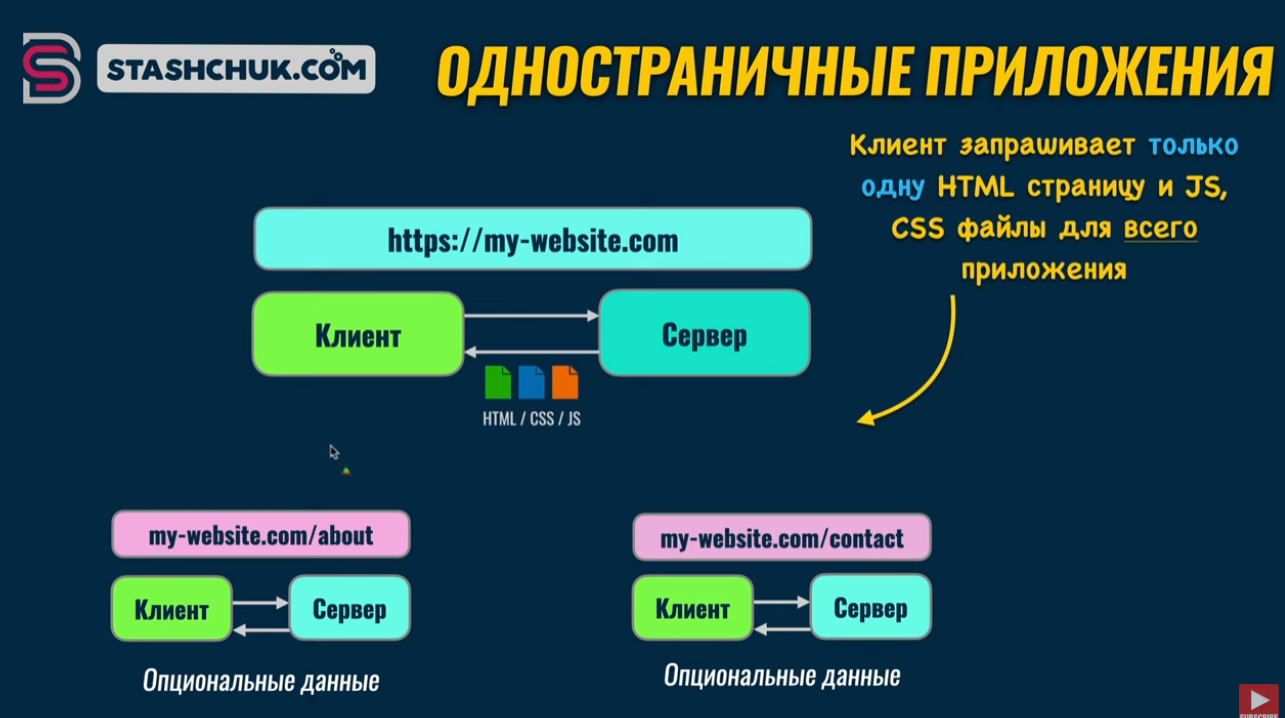 STASHCHUK.COM
ОДНОСТРАНИЧНЫЕ ПРИЛОЖЕНИЯ
Клиент запрашивает только
одну HTML страницу и JS,
CSS файлы для всего
приложения
https://my-website.com
Клиент
Сервер
HTML / CSS / JS
my-website.com/about
Клиент
Сервер
Опциональные данные
my-website.com/contact
Клиент
Сервер
Опциональные данные
SUBSCRIBE